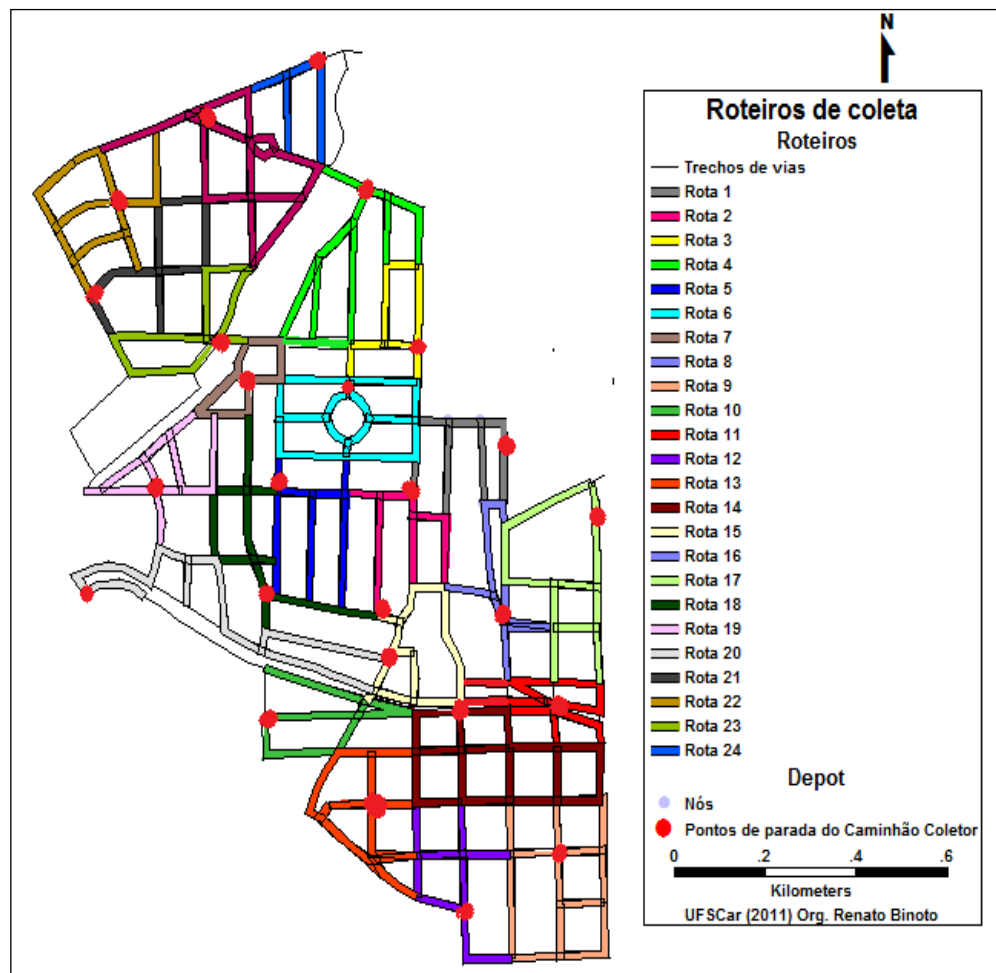 N
Roteiros de coleta
Roteiros
Trechos de vias
Rota 1
Rota 2
Rota 3
Rota 4
Rota 5
Rota 6
Rota 7
Rota 8
Rota 9
Rota 10
Rota 11
Rota 12
Rota 13
Rota 14
Rota 15
Rota 16
Rota 17
Rota 18
Rota 19
Rota 20
Rota 21
Rota 22
Rota 23
Rota 24
Depot
Nós
Pontos de parada do Caminhão Coletor
0 .2 .4 .6
Kilometers
UFSCar (2011) Org. Renato Binoto